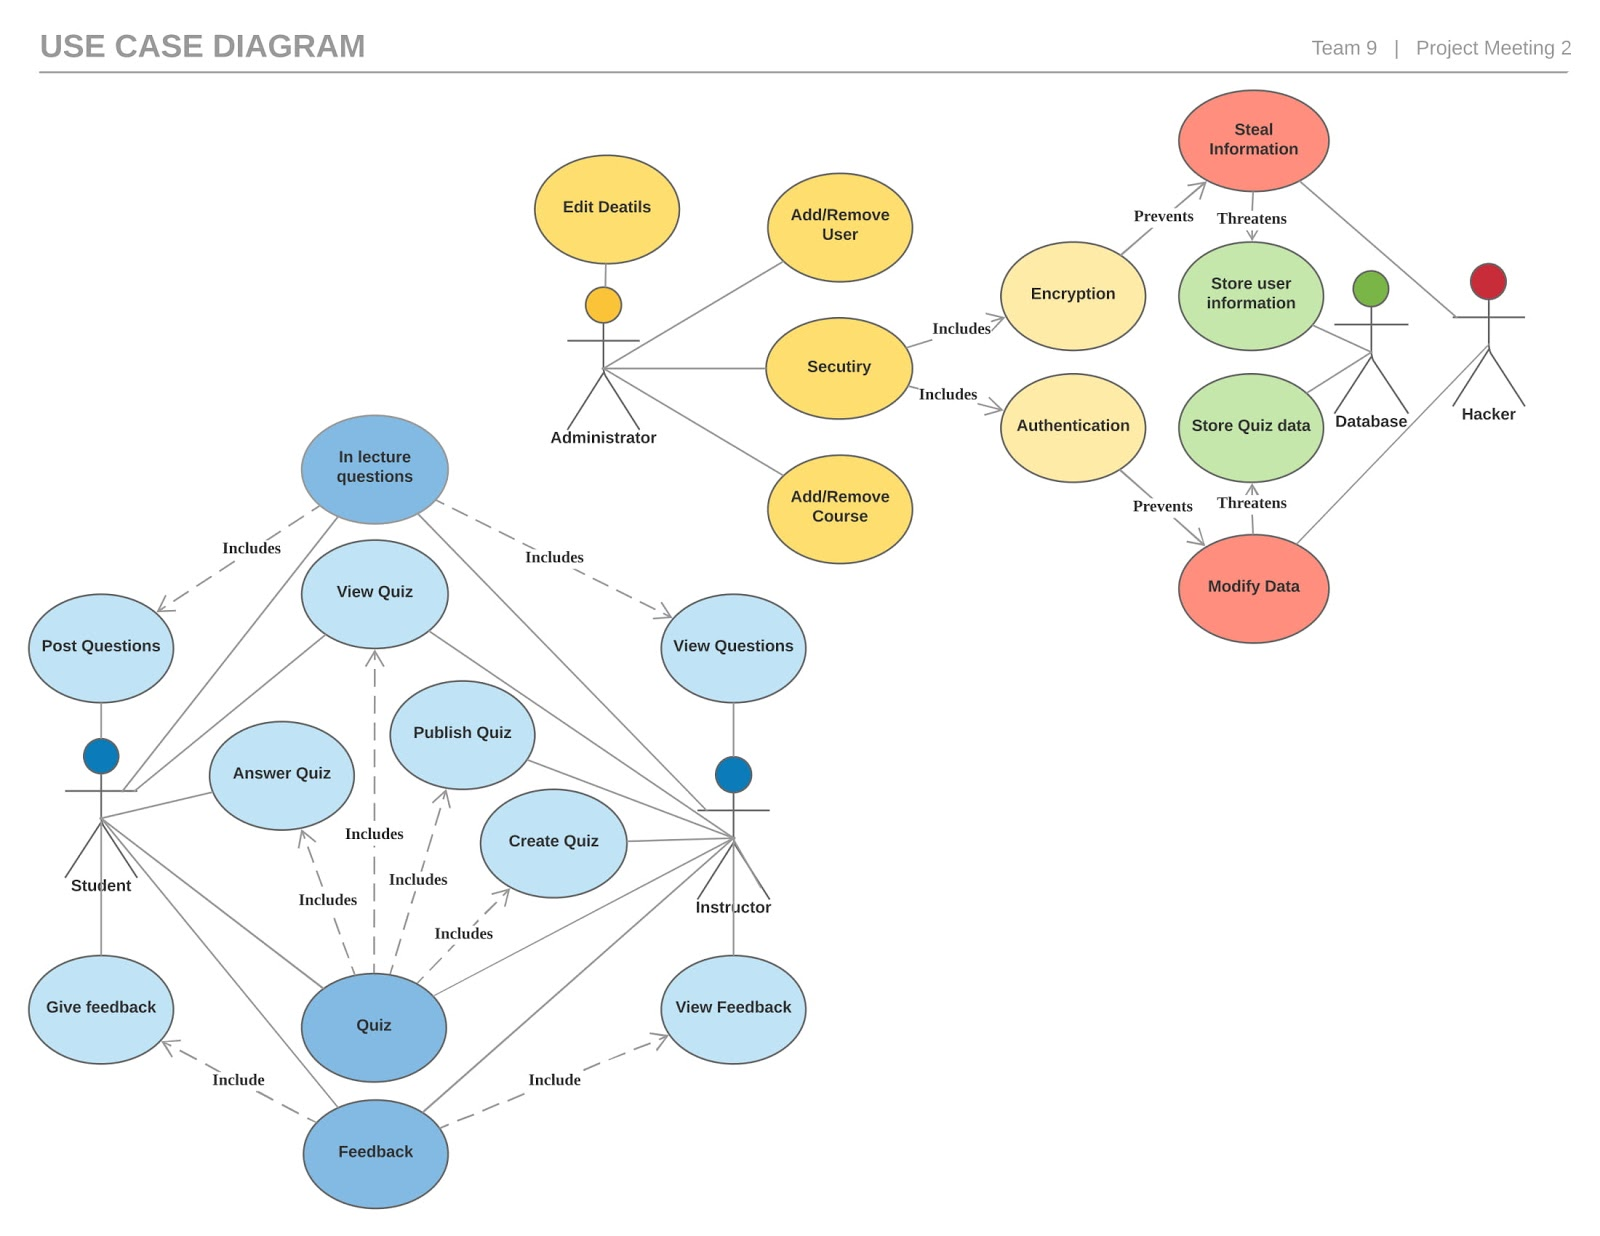 USE CASE DIAGRAM
Team 9 | Project Meeting 2
Steal
Information
Edit Deatils
Add/Remove
User
Prevents
Threatens
Encryption
Store user
information
Includes
Secutiry
Includes
Authentication
Store Quiz data
Database
Hacker
Administrator
In lecture
questions
Add/Remove
Course
Prevents
Threatens
Includes
Includes
Modify Data
View Quiz
Post Questions
View Questions
Publish Quiz
Answer Quiz
Includes
Create Quiz
Includes
Student
Includes
Instructor
Includes
Give feedback
View Feedback
Quiz
Include
Include
Feedback